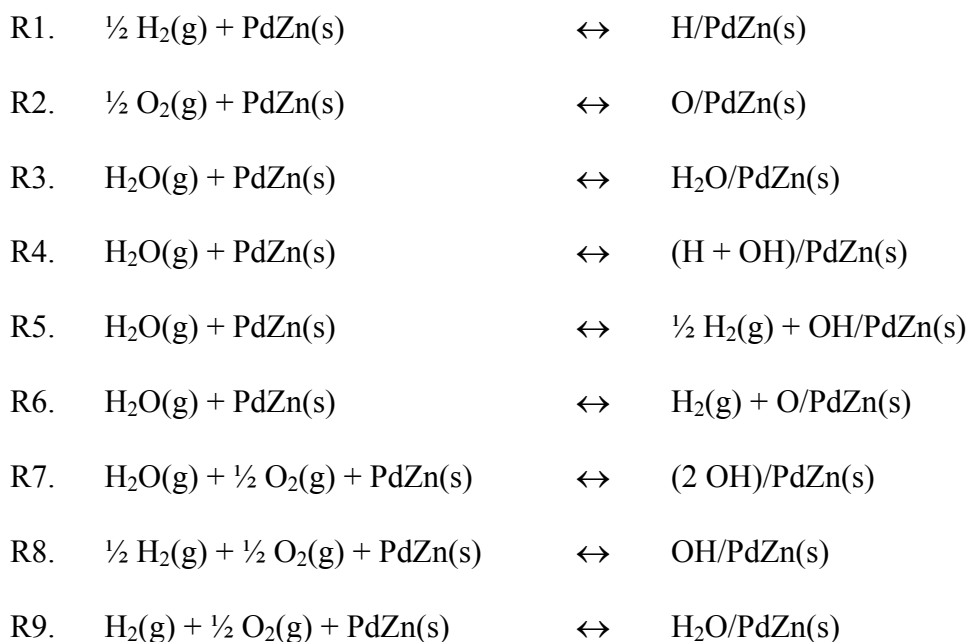 R1. ½ H₂(g) + PdZn(s) ↔ H/PdZn(s)
R2. ½ O₂(g) + PdZn(s) ↔ O/PdZn(s)
R3. H₂O(g) + PdZn(s) ↔ H₂O/PdZn(s)
R4. H₂O(g) + PdZn(s) ↔ (H + OH)/PdZn(s)
R5. H₂O(g) + PdZn(s) ↔ ½ H₂(g) + OH/PdZn(s)
R6. H₂O(g) + PdZn(s) ↔ H₂(g) + O/PdZn(s)
R7. H₂O(g) + ½ O₂(g) + PdZn(s) ↔ (2 OH)/PdZn(s)
R8. ½ H₂(g) + ½ O₂(g) + PdZn(s) ↔ OH/PdZn(s)
R9. H₂(g) + ½ O₂(g) + PdZn(s) ↔ H₂O/PdZn(s)